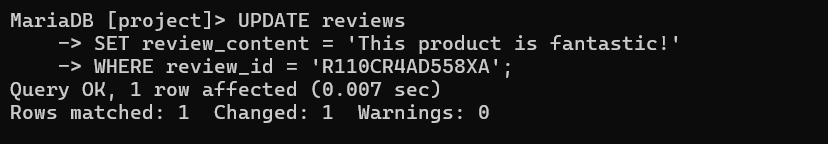 MariaDB [project]> UPDATE reviews
    -> SET review_content = 'This product is fantastic!'
    -> WHERE review_id = 'R110CR4AD558XA';
Query OK, 1 row affected (0.007 sec)
Rows matched: 1  Changed: 1  Warnings: 0